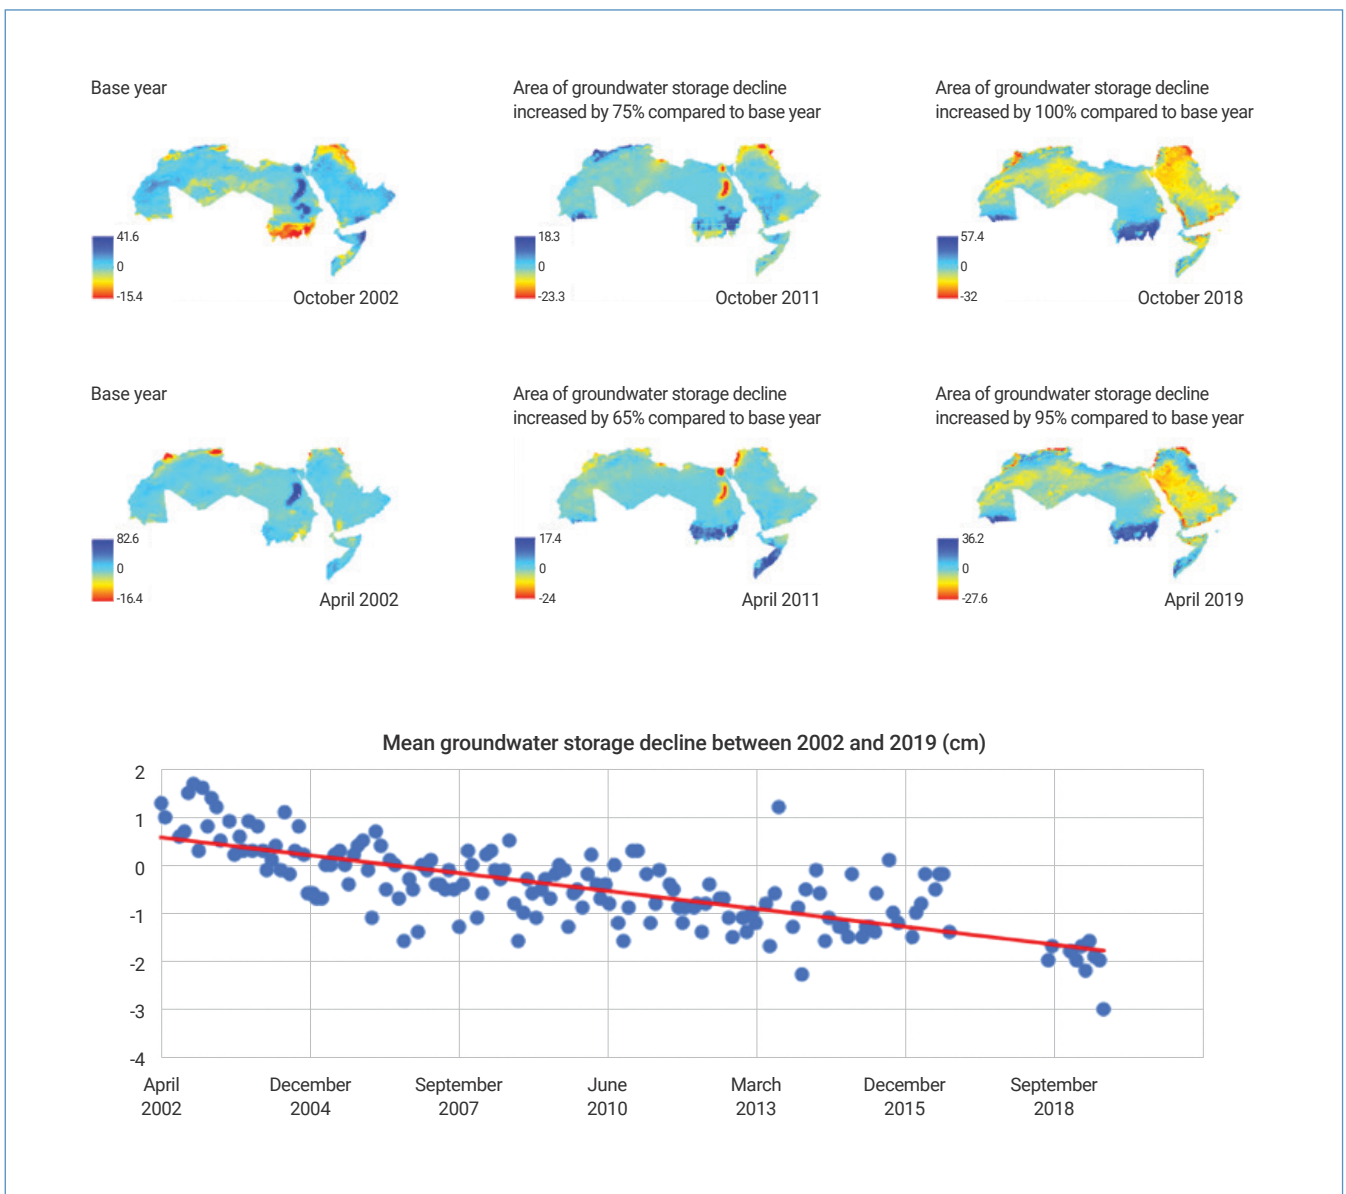 Base year
Area of groundwater storage decline
increased by 75% compared to base year
Area of groundwater storage decline
increased by 100% compared to base year
41.6
0
-15.4
October 2002
18.3
0
-23.3
October 2011
57.4
0
-32
October 2018
Base year
Area of groundwater storage decline
increased by 65% compared to base year
Area of groundwater storage decline
increased by 95% compared to base year
82.6
0
-16.4
April 2002
17.4
0
-24
April 2011
36.2
0
-27.6
April 2019
Mean groundwater storage decline between 2002 and 2019 (cm)
2
1
0
-1
-2
-3
-4
April
2002
December
2004
September
2007
June
2010
March
2013
December
2015
September
2018